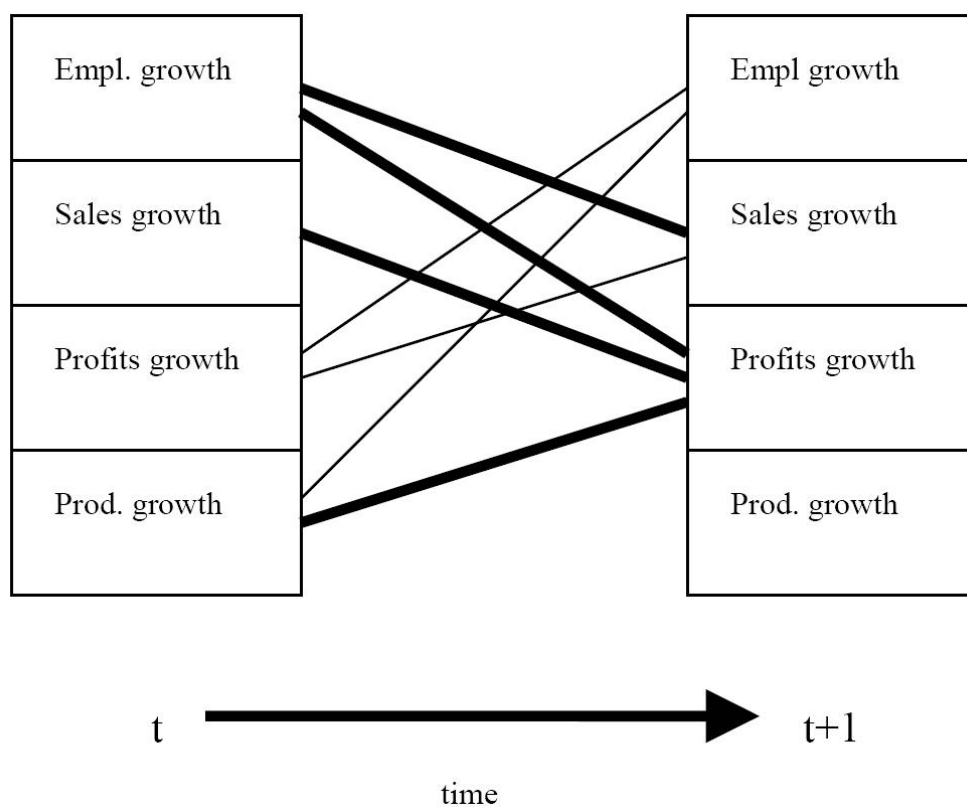 Empl. growth
Sales growth
Profits growth
Prod. growth
Empl growth
Sales growth
Profits growth
Prod. growth
t
t+1
time